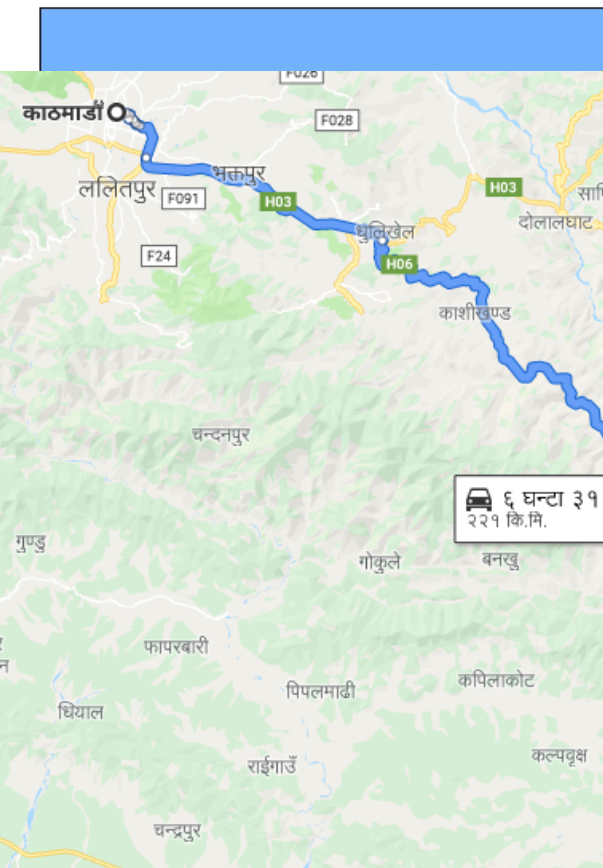 F026
काठमाडौँ
F028
भक्तपुर
ललितपुर
F091
H03
H03
दोलालघाट
धुलिखेल
F24
H06
काशीखण्ड
चन्दनपुर
६ घन्टा ३१
२२१ कि.मि.
गुण्डु
गोकुले
बनखु
फापरबारी
पिपलमाढी
कपिलाकोट
धियाल
राईगाउँ
कल्पवृक्ष
चन्द्रपुर